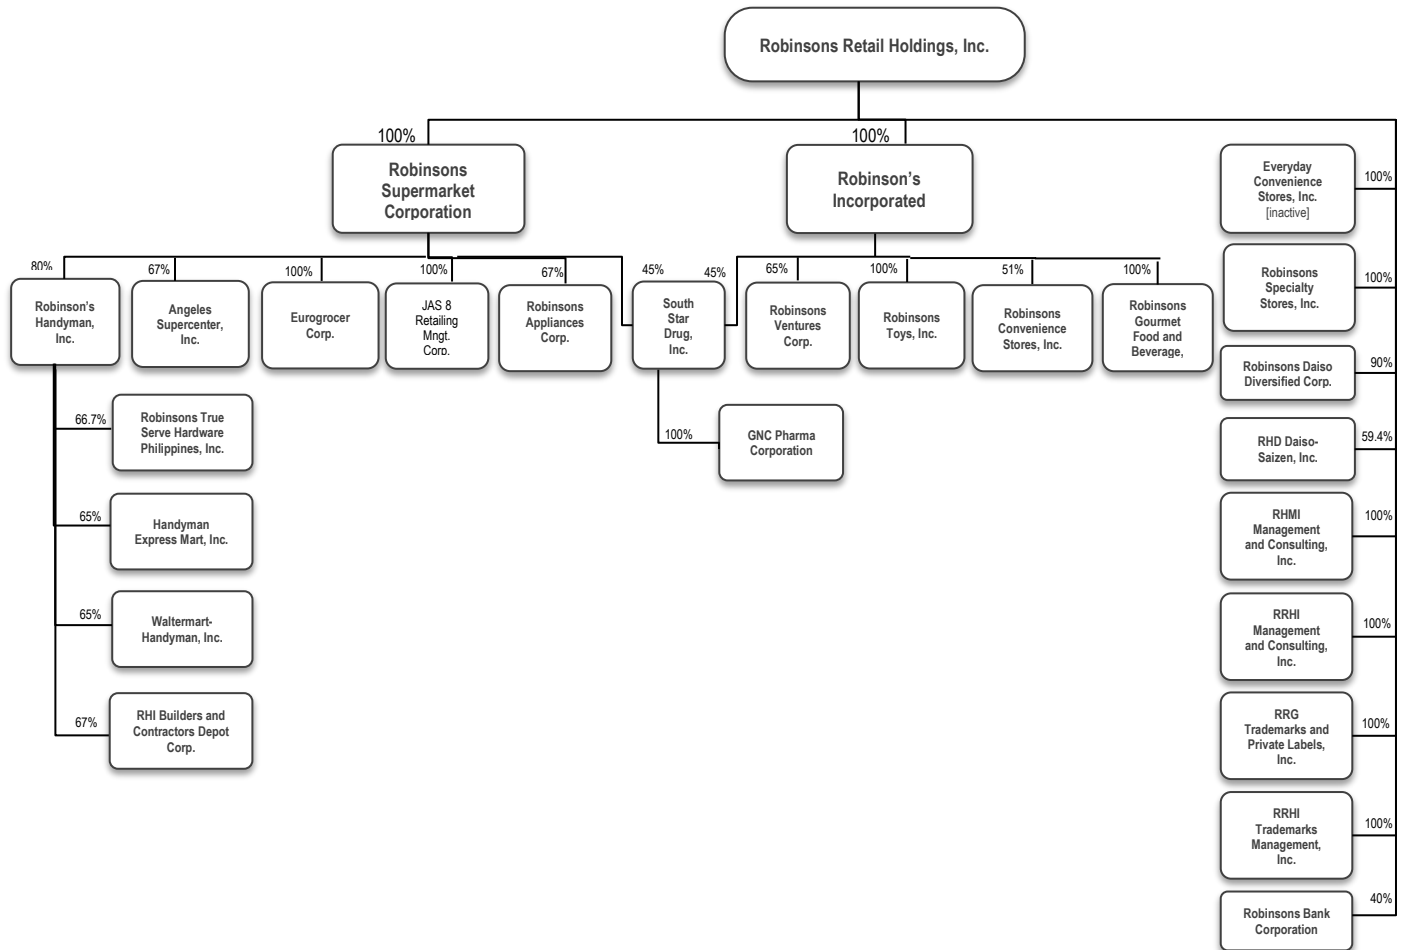 Robinsons Retail Holdings, Inc.
100%
100%
Robinsons
Supermarket
Corporation
Robinson's
Incorporated
Everyday
Convenience
Stores, Inc.
[inactive]
100%
80%
67%
100%
100%
67%
45%
45%
65%
100%
51%
100%
Robinson's
Handyman,
Inc.
Angeles
Supercenter,
Inc.
Eurogrocer
Corp.
JAS 8
Retailing
Mngt.
Corp.
Robinsons
Appliances
Corp.
South
Star
Drug,
Inc.
Robinsons
Ventures
Corp.
Robinsons
Toys, Inc.
Robinsons
Convenience
Stores, Inc.
Robinsons
Gourmet
Food and
Beverage,
Robinsons
Specialty
Stores, Inc.
100%
Robinsons Daiso
Diversified Corp.
90%
66.7%
Robinsons True
Serve Hardware
Philippines, Inc.
100%
GNC Pharma
Corporation
RHD Daiso-
Saizen, Inc.
59.4%
65%
Handyman
Express Mart, Inc.
RHMI
Management
and Consulting,
Inc.
100%
65%
Waltermart-
Handyman, Inc.
RRHI
Management
and Consulting,
Inc.
100%
67%
RHI Builders and
Contractors Depot
Corp.
RRG
Trademarks and
Private Labels,
Inc.
100%
RRHI
Trademarks
Management,
Inc.
100%
Robinsons Bank
Corporation
40%